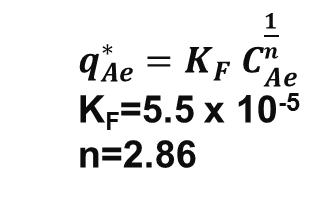 q*Ae = KF CAe^(1/n)
KF=5.5 x 10^-5
n=2.86